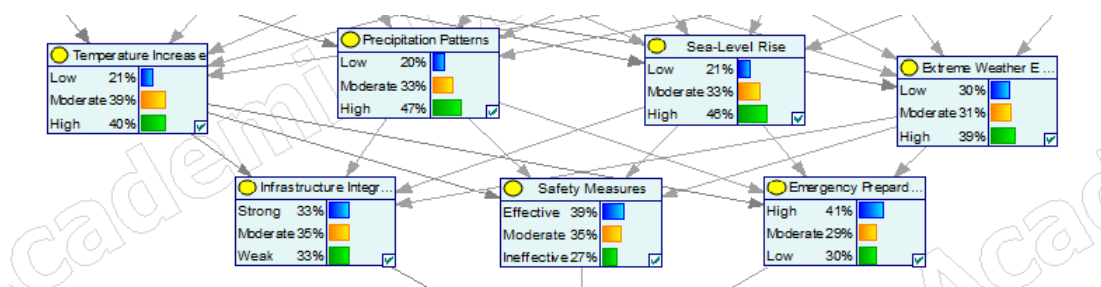 Temperature Increase
Low 21%
Moderate 39%
High 40%
Precipitation Patterns
Low 20%
Moderate 33%
High 47%
Sea-Level Rise
Low 21%
Moderate 33%
High 46%
Extreme Weather E ...
Low 30%
Moderate 31%
High 39%
Infrastructure Integr...
Strong 33%
Moderate 35%
Weak 33%
Safety Measures
Effective 39%
Moderate 35%
Ineffective 27%
Emergency Prepard ...
High 41%
Moderate 29%
Low 30%
Academi
Acad